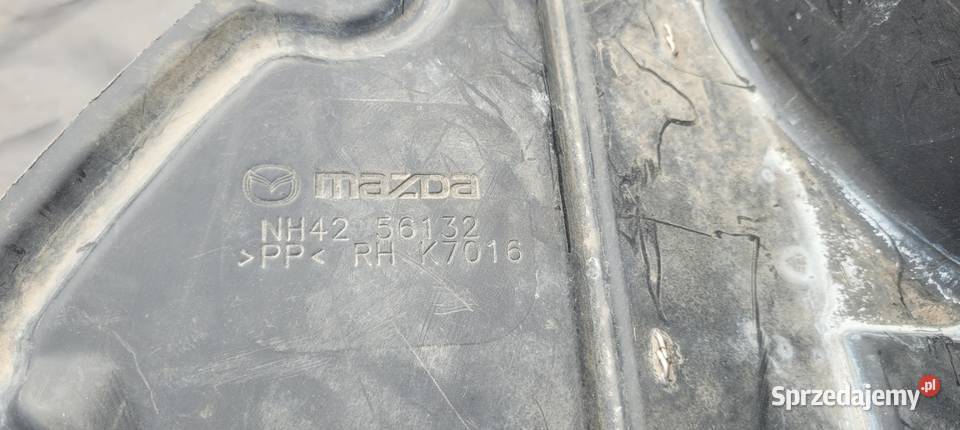 mazda
NH42 56132
>PP< RH K7016
Sprzedajemy.pl